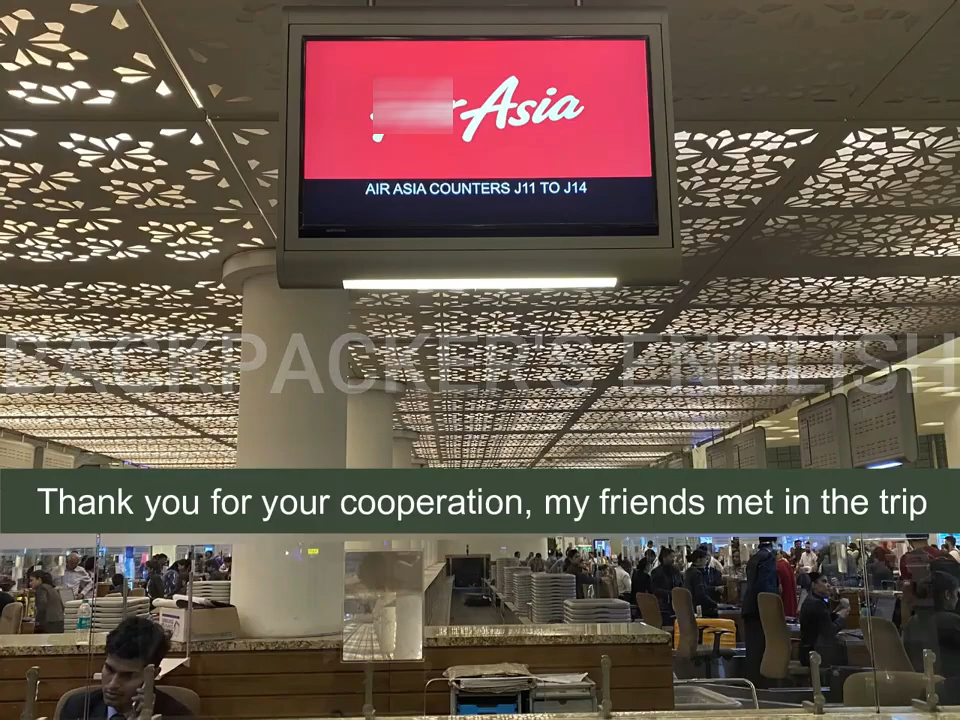 Asia
AIR ASIA COUNTERS J11 TO J14
BACKPACKER'S ENGLISH
Thank you for your cooperation, my friends met in the trip